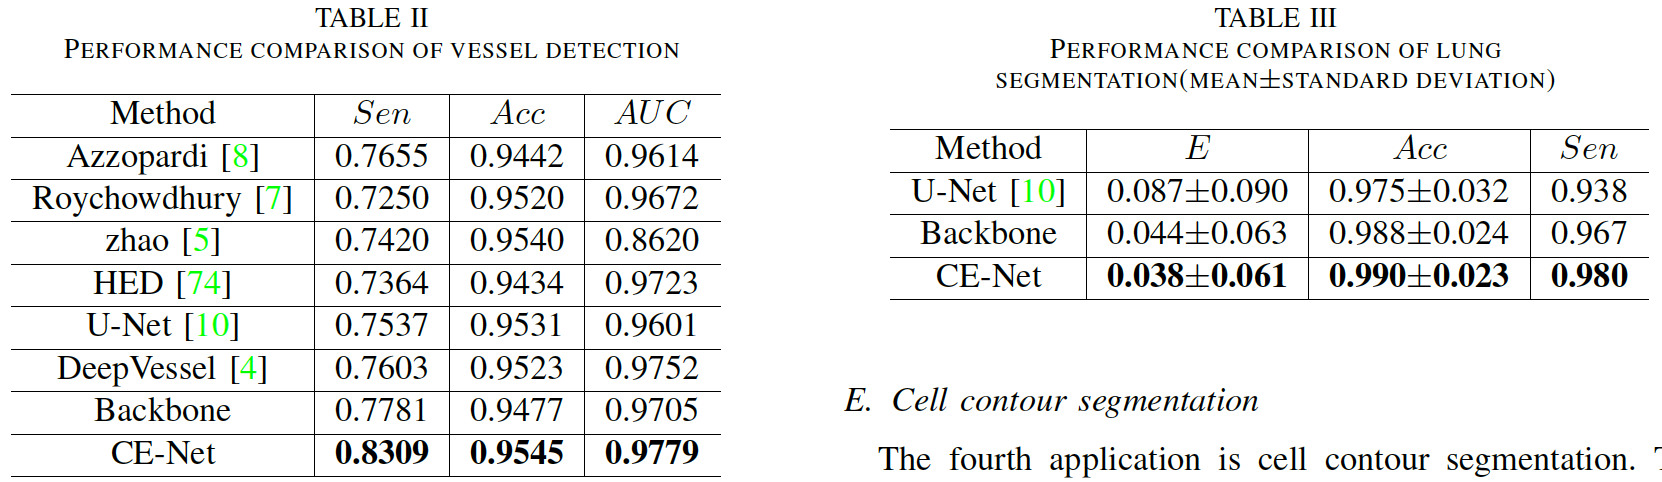 TABLE II
PERFORMANCE COMPARISON OF VESSEL DETECTION
Method Sen Acc AUC
Azzopardi [8] 0.7655 0.9442 0.9614
Roychowdhury [7] 0.7250 0.9520 0.9672
zhao [5] 0.7420 0.9540 0.8620
HED [74] 0.7364 0.9434 0.9723
U-Net [10] 0.7537 0.9531 0.9601
DeepVessel [4] 0.7603 0.9523 0.9752
Backbone 0.7781 0.9477 0.9705
CE-Net 0.8309 0.9545 0.9779
TABLE III
PERFORMANCE COMPARISON OF LUNG
SEGMENTATION(MEAN±STANDARD DEVIATION)
Method E Acc Sen
U-Net [10] 0.087±0.090 0.975±0.032 0.938
Backbone 0.044±0.063 0.988±0.024 0.967
CE-Net 0.038±0.061 0.990±0.023 0.980
E. Cell contour segmentation
The fourth application is cell contour segmentation.